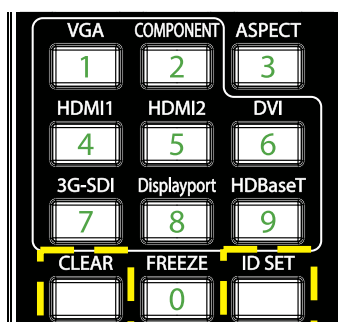 VGA COMPONENT ASPECT
1 2 3
HDMI1 HDMI2 DVI
4 5 6
3G-SDI Displayport HDBaseT
7 8 9
CLEAR FREEZE ID SET
0